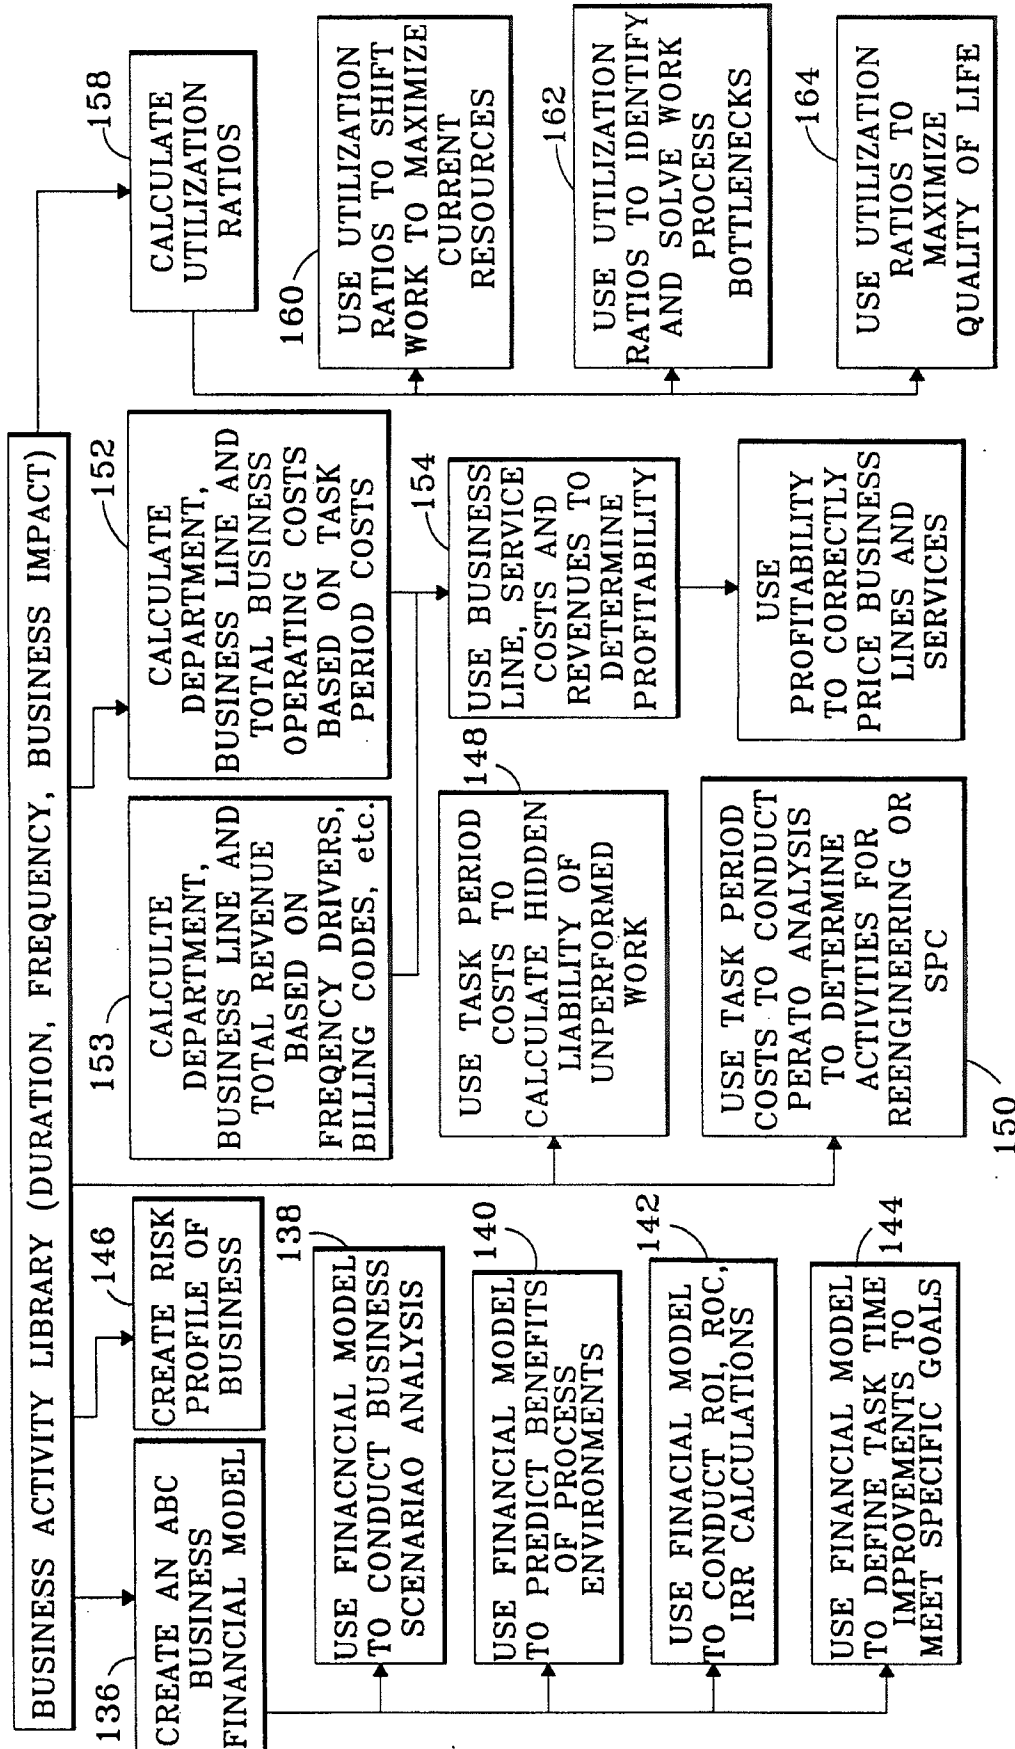 BUSINESS ACTIVITY LIBRARY (DURATION, FREQUENCY, BUSINESS IMPACT)
136
CREATE AN ABC
BUSINESS
FINANCIAL MODEL
138
USE FINACNCIAL MODEL
TO CONDUCT BUSINESS
SCENARIAO ANALYSIS
140
USE FINANCIAL MODEL
TO PREDICT BENEFITS
OF PROCESS
ENVIRONMENTS
142
USE FINACIAL MODEL
TO CONDUCT ROI, ROC,
IRR CALCULATIONS
144
USE FINANCIAL MODEL
TO DEFINE TASK TIME
IMPROVEMENTS TO
MEET SPECIFIC GOALS
146
CREATE RISK
PROFILE OF
BUSINESS
153
CALCULTE
DEPARTMENT,
BUSINESS LINE AND
TOTAL REVENUE
BASED ON
FREQENCY DRIVERS,
BILLING CODES, etc.
148
USE TASK PERIOD
COSTS TO
CALCULATE HIDDEN
LIABILITY OF
UNPERFORMED
WORK
USE TASK PERIOD
COSTS TO CONDUCT
PERATO ANALYSIS
TO DETERMINE
ACTIVITIES FOR
REENGINEERING OR
SPC
150
152
CALCULATE
DEPARTMENT,
BUSINESS LINE AND
TOTAL BUSINESS
OPERATING COSTS
BASED ON TASK
PERIOD COSTS
154
USE BUSINESS
LINE, SERVICE
COSTS AND
REVENUES TO
DETERMINE
PROFITABILITY
USE
PROFITABILITY
TO CORRECTLY
PRICE BUSINESS
LINES AND
SERVICES
158
CALCULATE
UTILIZATION
RATIOS
160
USE UTILIZATION
RATIOS TO SHIFT
WORK TO MAXIMIZE
CURRENT
RESOURCES
162
USE UTILIZATION
RATIOS TO IDENTIFY
AND SOLVE WORK
PROCESS
BOTTLENECKS
164
USE UTILIZATION
RATIOS TO
MAXIMIZE
QUALITY OF LIFE